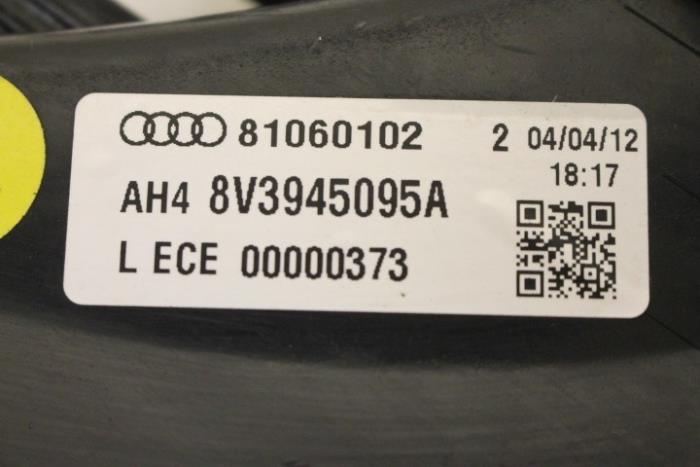 81060102 2 04/04/12
18:17
AH4 8V3945095A
L ECE 00000373